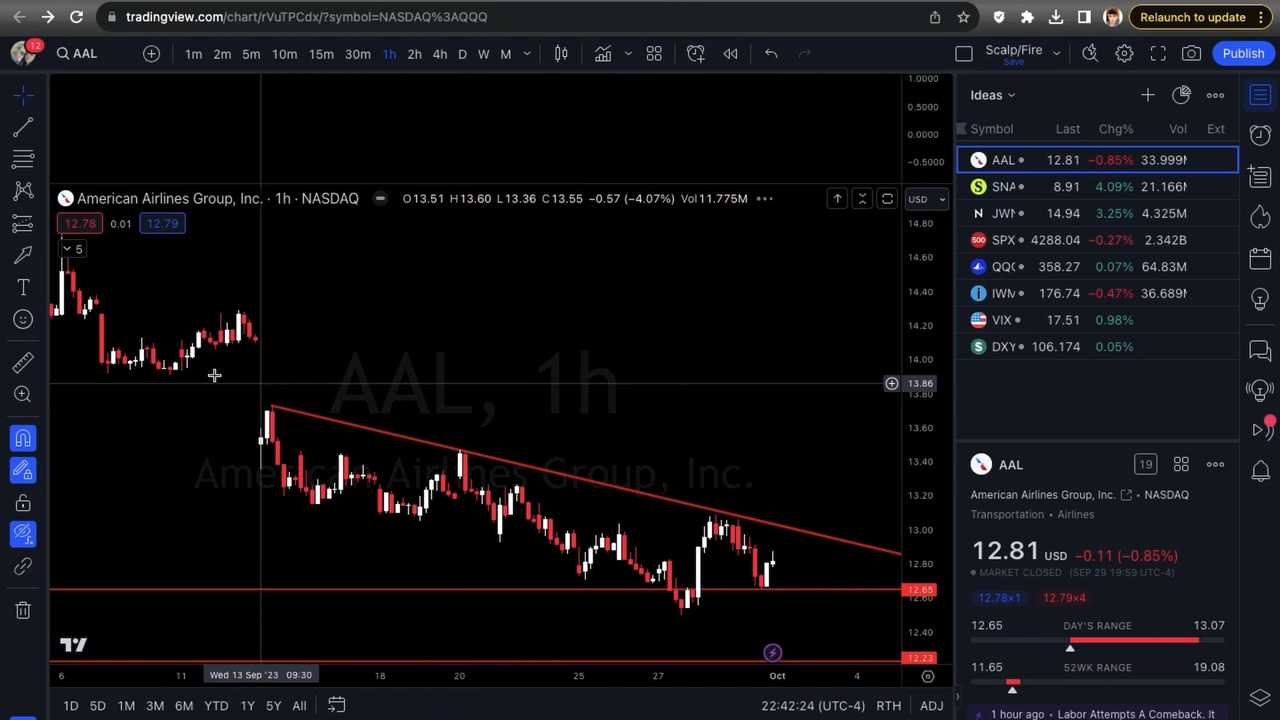 tradingview.com/chart/rVuTPCdx/?symbol=NASDAQ%3AQQQ
Relaunch to update
12
AAL
1m 2m 5m 10m 15m 30m 1h 2h 4h D W M
Scalp/Fire
Save
Publish
1.0000
0.5000
0.0000
−0.5000
American Airlines Group, Inc. · 1h · NASDAQ
O13.51 H13.60 L13.36 C13.55 −0.57 (−4.07%) Vol11.775M
USD
12.78 0.01 12.79
5
14.80
14.60
14.40
14.20
14.00
13.86
13.80
13.60
13.40
13.20
13.00
12.80
12.65
12.60
12.40
12.23
AAL, 1h
American Airlines Group, Inc.
6 11 Wed 13 Sep '23 09:30 18 20 25 27 Oct 4
1D 5D 1M 3M 6M YTD 1Y 5Y All
22:42:24 (UTC-4) RTH ADJ
Ideas
Symbol Last Chg% Vol Ext
AAL 12.81 −0.85% 33.999M
SNA 8.91 4.09% 21.166M
JWN 14.94 3.25% 4.325M
500 SPX 4288.04 −0.27% 2.342B
QQQ 358.27 0.07% 64.83M
IWM 176.74 −0.47% 36.689M
VIX 17.51 0.98%
DXY 106.174 0.05%
AAL
19
American Airlines Group, Inc. • NASDAQ
Transportation • Airlines
12.81 USD −0.11 (−0.85%)
MARKET CLOSED (SEP 29 19:59 UTC-4)
12.78×1 12.79×4
12.65 DAY'S RANGE 13.07
11.65 52WK RANGE 19.08
1 hour ago • Labor Attempts A Comeback, It